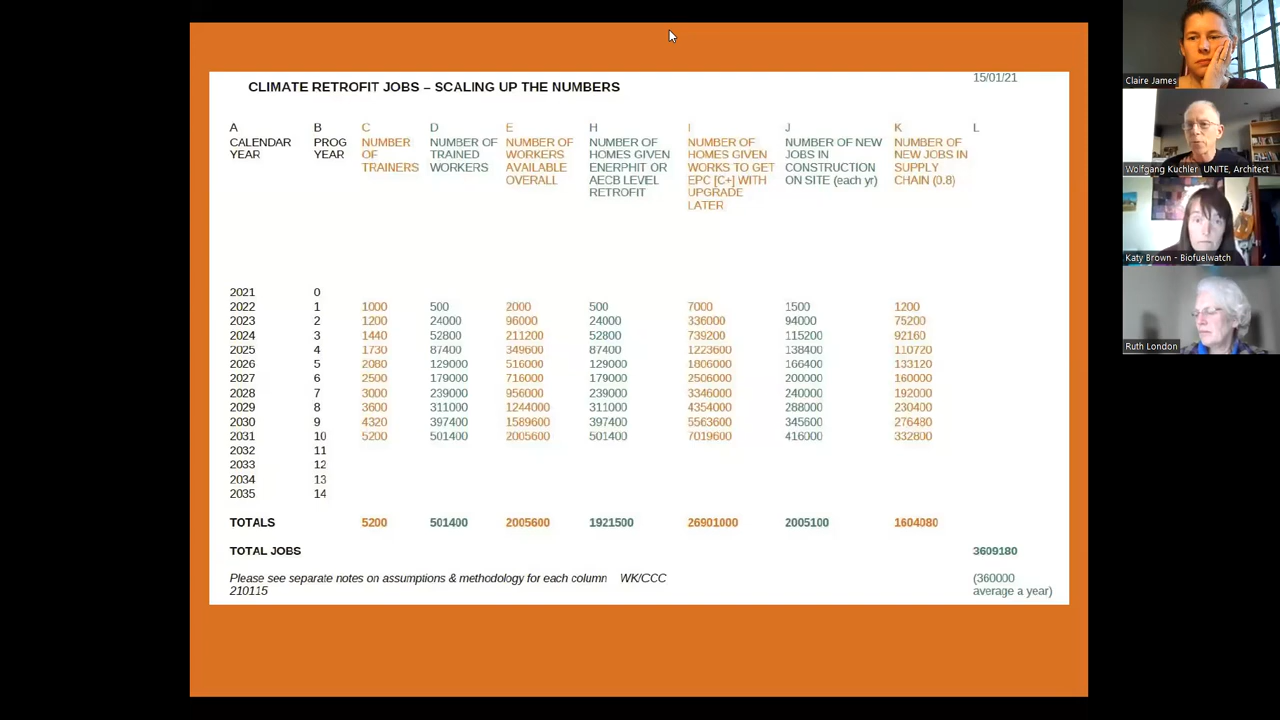 15/01/21
CLIMATE RETROFIT JOBS – SCALING UP THE NUMBERS
A B C D E H I J K L
CALENDAR PROG NUMBER NUMBER OF NUMBER OF NUMBER OF NUMBER OF NUMBER OF NEW NUMBER OF
YEAR YEAR OF TRAINED WORKERS HOMES GIVEN HOMES GIVEN JOBS IN NEW JOBS IN
TRAINERS WORKERS AVAILABLE ENERPHIT OR WORKS TO GET CONSTRUCTION SUPPLY
OVERALL AECB LEVEL EPC [C+] WITH ON SITE (each yr) CHAIN (0.8)
RETROFIT UPGRADE
LATER
2021 0
2022 1 1000 500 2000 500 7000 1500 1200
2023 2 1200 24000 96000 24000 336000 94000 75200
2024 3 1440 52800 211200 52800 739200 115200 92160
2025 4 1730 87400 349600 87400 1223600 138400 110720
2026 5 2080 129000 516000 129000 1806000 166400 133120
2027 6 2500 179000 716000 179000 2506000 200000 160000
2028 7 3000 239000 956000 239000 3346000 240000 192000
2029 8 3600 311000 1244000 311000 4354000 288000 230400
2030 9 4320 397400 1589600 397400 5563600 345600 276480
2031 10 5200 501400 2005600 501400 7019600 416000 332800
2032 11
2033 12
2034 13
2035 14
TOTALS 5200 501400 2005600 1921500 26901000 2005100 1604080
TOTAL JOBS 3609180
Please see separate notes on assumptions & methodology for each column WK/CCC (360000
210115 average a year)
Claire James
Wolfgang Kuchler UNITE, Architect
Katy Brown - Biofuelwatch
Ruth London